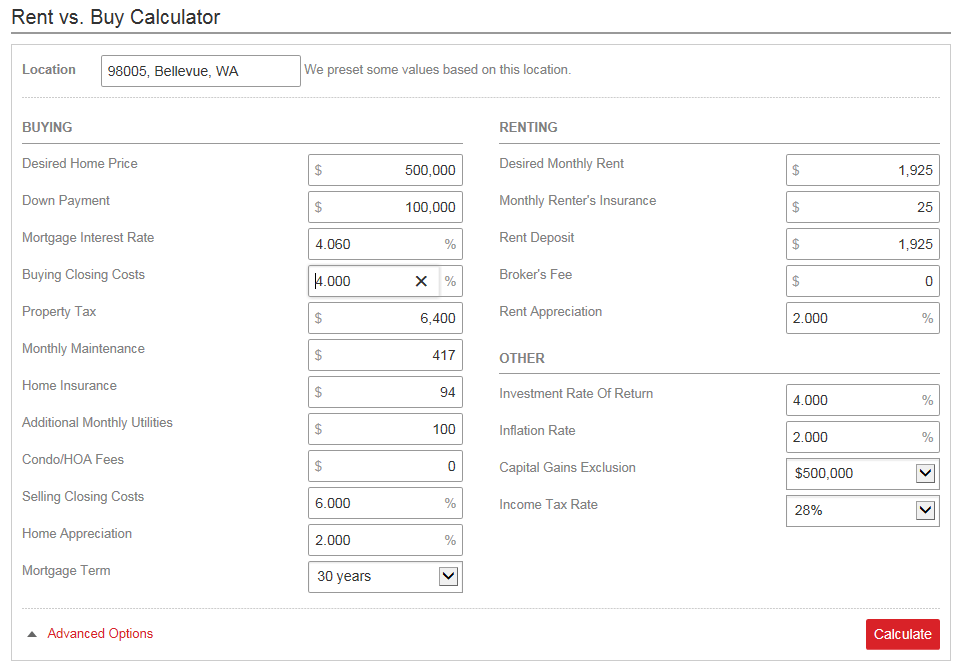 Rent vs. Buy Calculator
Location 98005, Bellevue, WA We preset some values based on this location.
BUYING
Desired Home Price $ 500,000
Down Payment $ 100,000
Mortgage Interest Rate 4.060 %
Buying Closing Costs 4.000 %
Property Tax $ 6,400
Monthly Maintenance $ 417
Home Insurance $ 94
Additional Monthly Utilities $ 100
Condo/HOA Fees $ 0
Selling Closing Costs 6.000 %
Home Appreciation 2.000 %
Mortgage Term 30 years
RENTING
Desired Monthly Rent $ 1,925
Monthly Renter's Insurance $ 25
Rent Deposit $ 1,925
Broker's Fee $ 0
Rent Appreciation 2.000 %
OTHER
Investment Rate Of Return 4.000 %
Inflation Rate 2.000 %
Capital Gains Exclusion $500,000
Income Tax Rate 28%
Advanced Options
Calculate